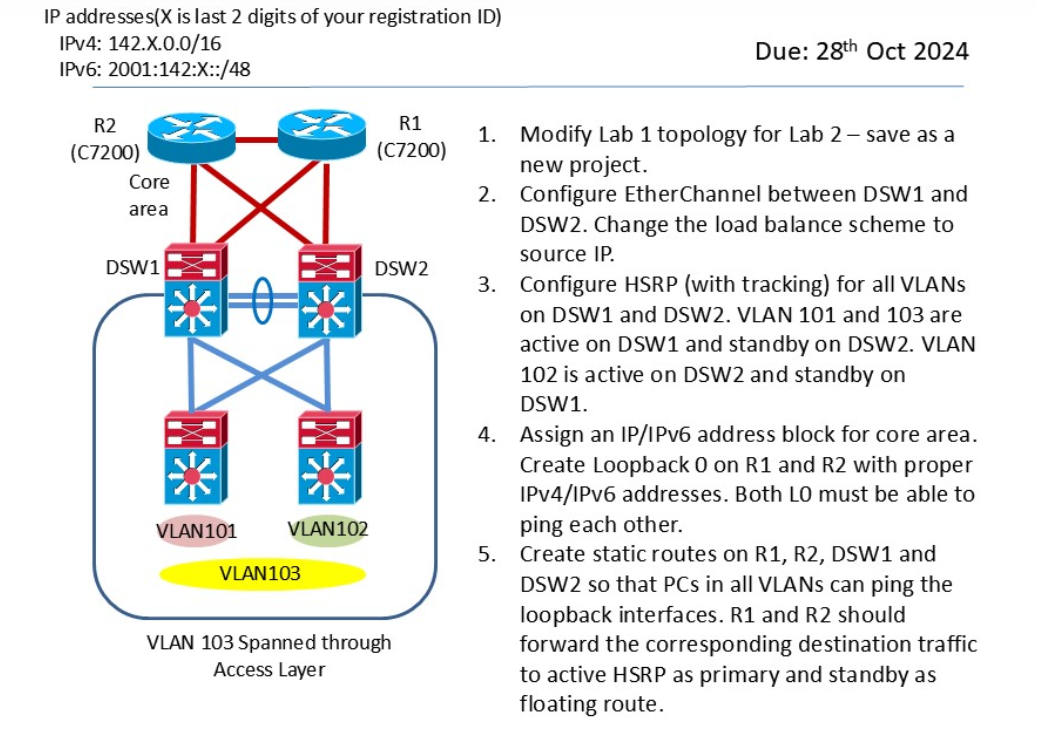 IP addresses(X is last 2 digits of your registration ID)
IPv4: 142.X.0.0/16
IPv6: 2001:142:X::/48
Due: 28th Oct 2024
R2
(C7200)
R1
(C7200)
Core
area
DSW1
DSW2
VLAN101
VLAN102
VLAN103
VLAN 103 Spanned through
Access Layer
1. Modify Lab 1 topology for Lab 2 – save as a
new project.
2. Configure EtherChannel between DSW1 and
DSW2. Change the load balance scheme to
source IP.
3. Configure HSRP (with tracking) for all VLANs
on DSW1 and DSW2. VLAN 101 and 103 are
active on DSW1 and standby on DSW2. VLAN
102 is active on DSW2 and standby on
DSW1.
4. Assign an IP/IPv6 address block for core area.
Create Loopback 0 on R1 and R2 with proper
IPv4/IPv6 addresses. Both L0 must be able to
ping each other.
5. Create static routes on R1, R2, DSW1 and
DSW2 so that PCs in all VLANs can ping the
loopback interfaces. R1 and R2 should
forward the corresponding destination traffic
to active HSRP as primary and standby as
floating route.